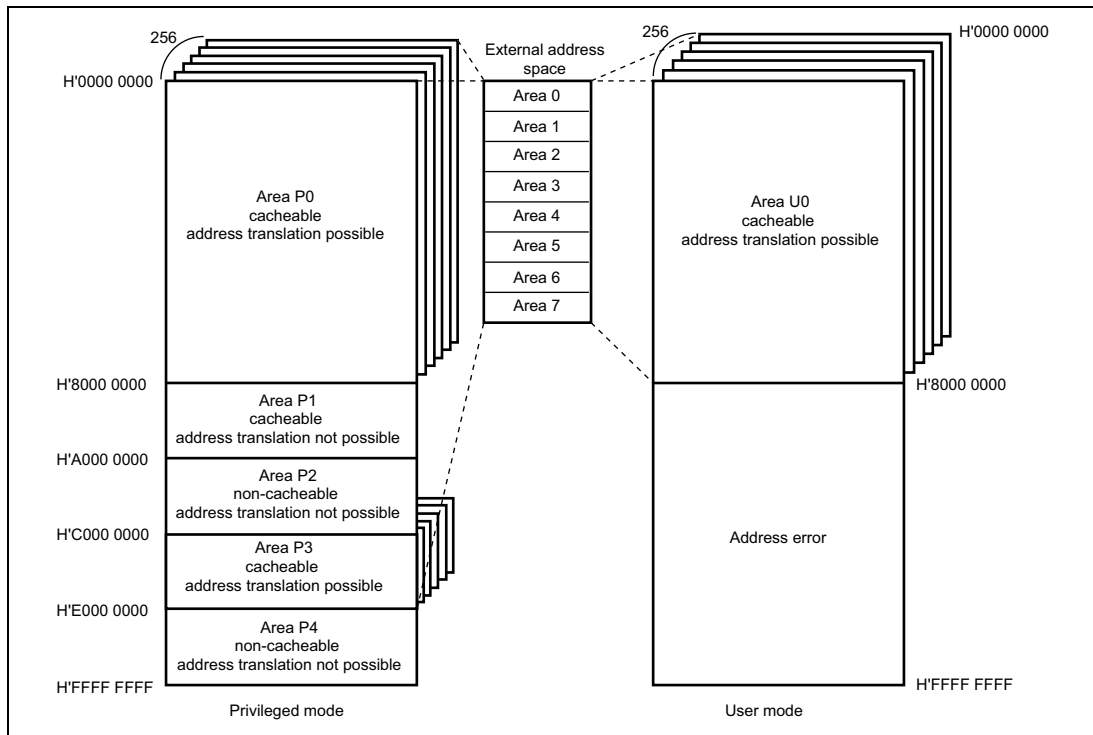 256
H'0000 0000
Area P0
cacheable
address translation possible
H'8000 0000
Area P1
cacheable
address translation not possible
H'A000 0000
Area P2
non-cacheable
address translation not possible
H'C000 0000
Area P3
cacheable
address translation possible
H'E000 0000
Area P4
non-cacheable
address translation not possible
H'FFFF FFFF
Privileged mode
External address
space
Area 0
Area 1
Area 2
Area 3
Area 4
Area 5
Area 6
Area 7
256
H'0000 0000
Area U0
cacheable
address translation possible
H'8000 0000
Address error
H'FFFF FFFF
User mode